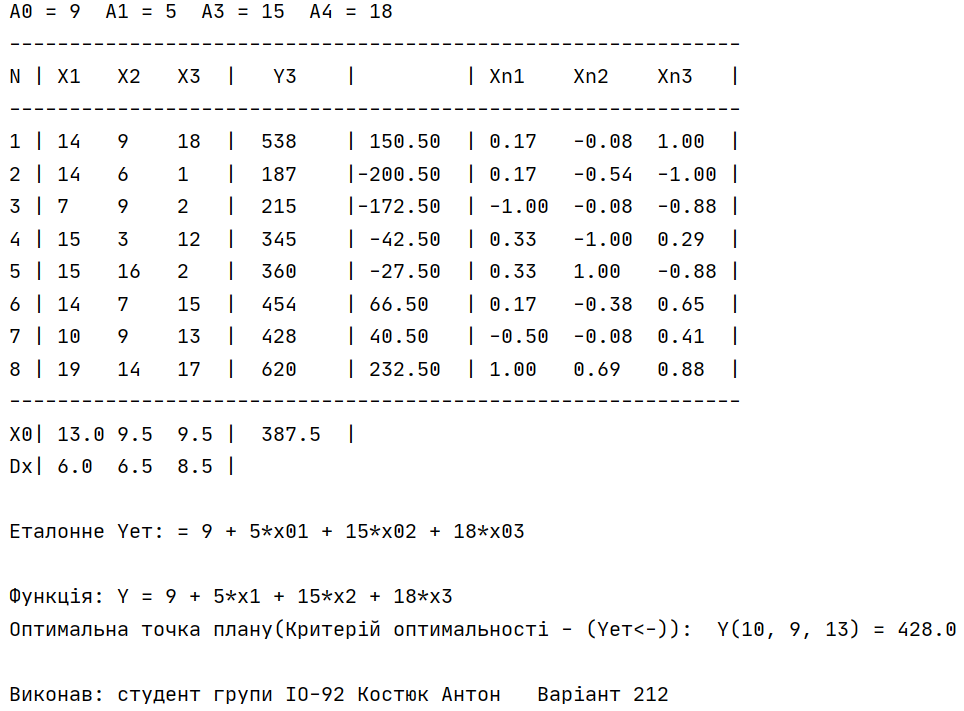 A0 = 9  A1 = 5  A3 = 15  A4 = 18
-------------------------------------------------------------
N | X1   X2   X3  |   Y3    |         | Xn1    Xn2    Xn3   |
-------------------------------------------------------------
1 | 14   9    18  |  538    | 150.50  | 0.17   -0.08  1.00  |
2 | 14   6    1   |  187    |-200.50  | 0.17   -0.54  -1.00 |
3 | 7    9    2   |  215    |-172.50  | -1.00  -0.08  -0.88 |
4 | 15   3    12  |  345    | -42.50  | 0.33   -1.00  0.29  |
5 | 15   16   2   |  360    | -27.50  | 0.33   1.00   -0.88 |
6 | 14   7    15  |  454    | 66.50   | 0.17   -0.38  0.65  |
7 | 10   9    13  |  428    | 40.50   | -0.50  -0.08  0.41  |
8 | 19   14   17  |  620    | 232.50  | 1.00   0.69   0.88  |
-------------------------------------------------------------
X0| 13.0 9.5  9.5 |  387.5  |
Dx| 6.0  6.5  8.5 |
Еталонне Yет: = 9 + 5*x01 + 15*x02 + 18*x03
Функція: Y = 9 + 5*x1 + 15*x2 + 18*x3
Оптимальна точка плану(Критерій оптимальності - (Yет<-)):  Y(10, 9, 13) = 428.0
Виконав: студент групи ІО-92 Костюк Антон   Варіант 212